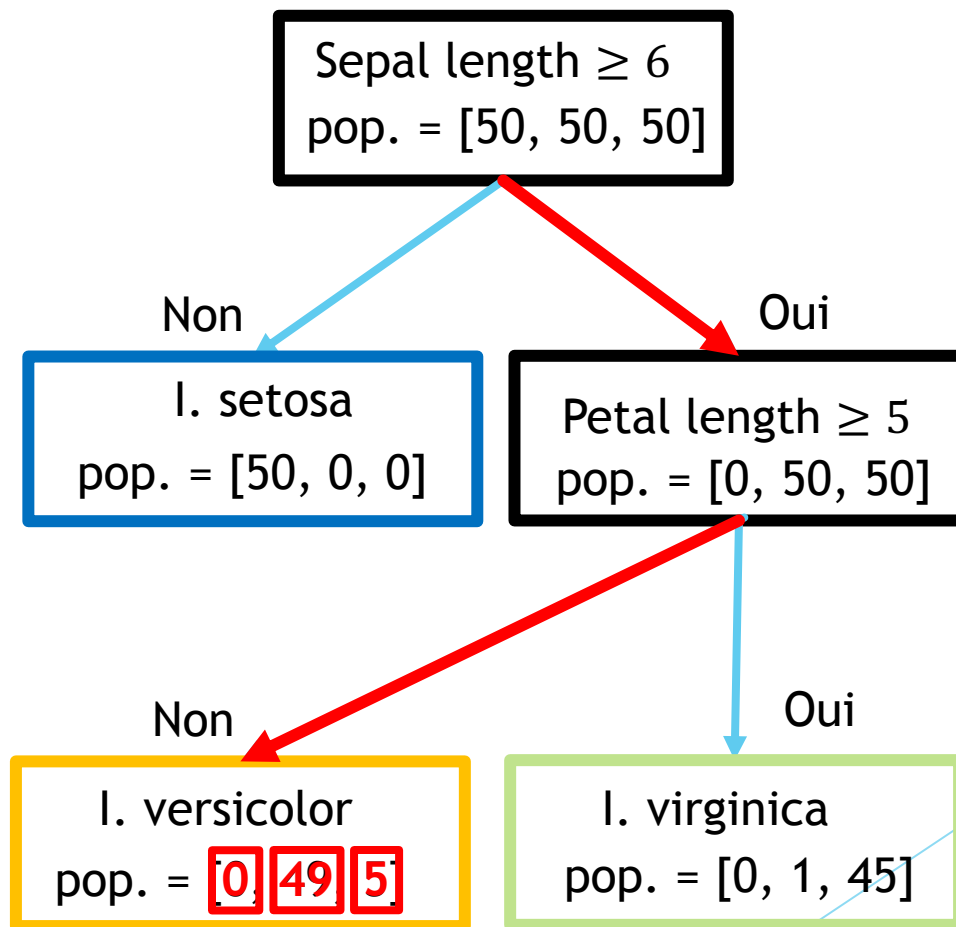 Sepal length ≥ 6
pop. = [50, 50, 50]
Non
Oui
I. setosa
pop. = [50, 0, 0]
Petal length ≥ 5
pop. = [0, 50, 50]
Non
Oui
I. versicolor
pop. = [0, 49, 5]
I. virginica
pop. = [0, 1, 45]